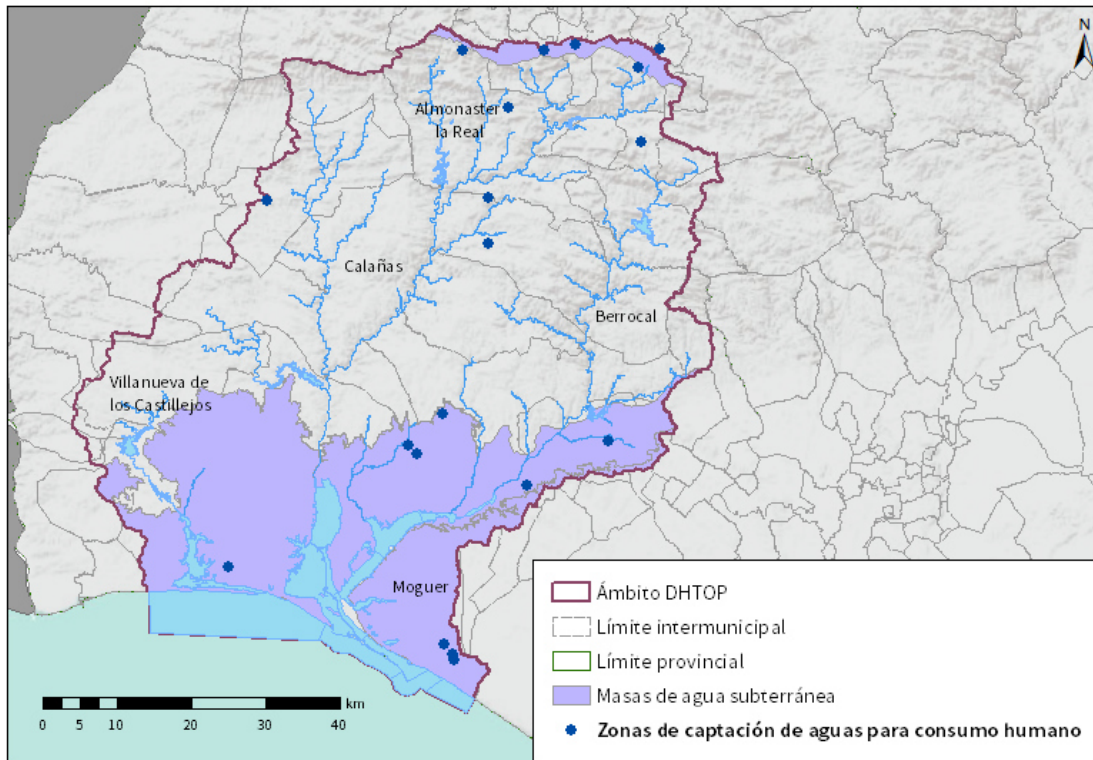 N
Almonaster
la Real
Calañas
Berrocal
Villanueva de
los Castillejos
Moguer
km
0 5 10 20 30 40
Ámbito DHTOP
Límite intermunicipal
Límite provincial
Masas de agua subterránea
Zonas de captación de aguas para consumo humano